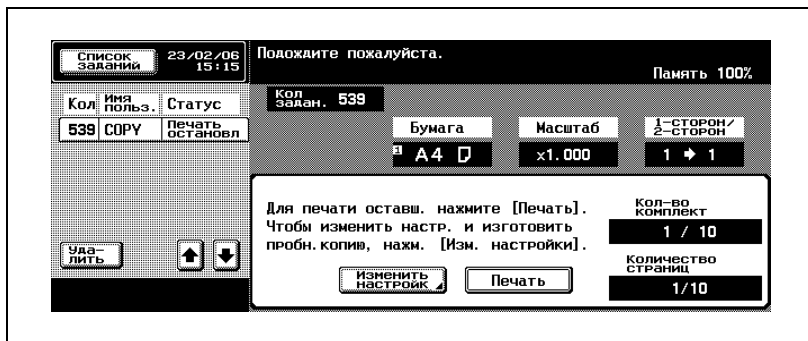 Список
заданий
23/02/06
15:15
Подождите пожалуйста.
Память 100%
Кол
Имя
польз.
Статус
539
COPY
Печать
остановл
Уда-
лить
Кол
задан.
539
Бумага
Масштаб
1-сторон/
2-сторон
1
A4
x1.000
1 → 1
Для печати оставш. нажмите [Печать].
Чтобы изменить настр. и изготовить
пробн.копию, нажм. [Изм. настройки].
Изменить
настройк
Печать
Кол-во
комплект
1 / 10
Количество
страниц
1/10